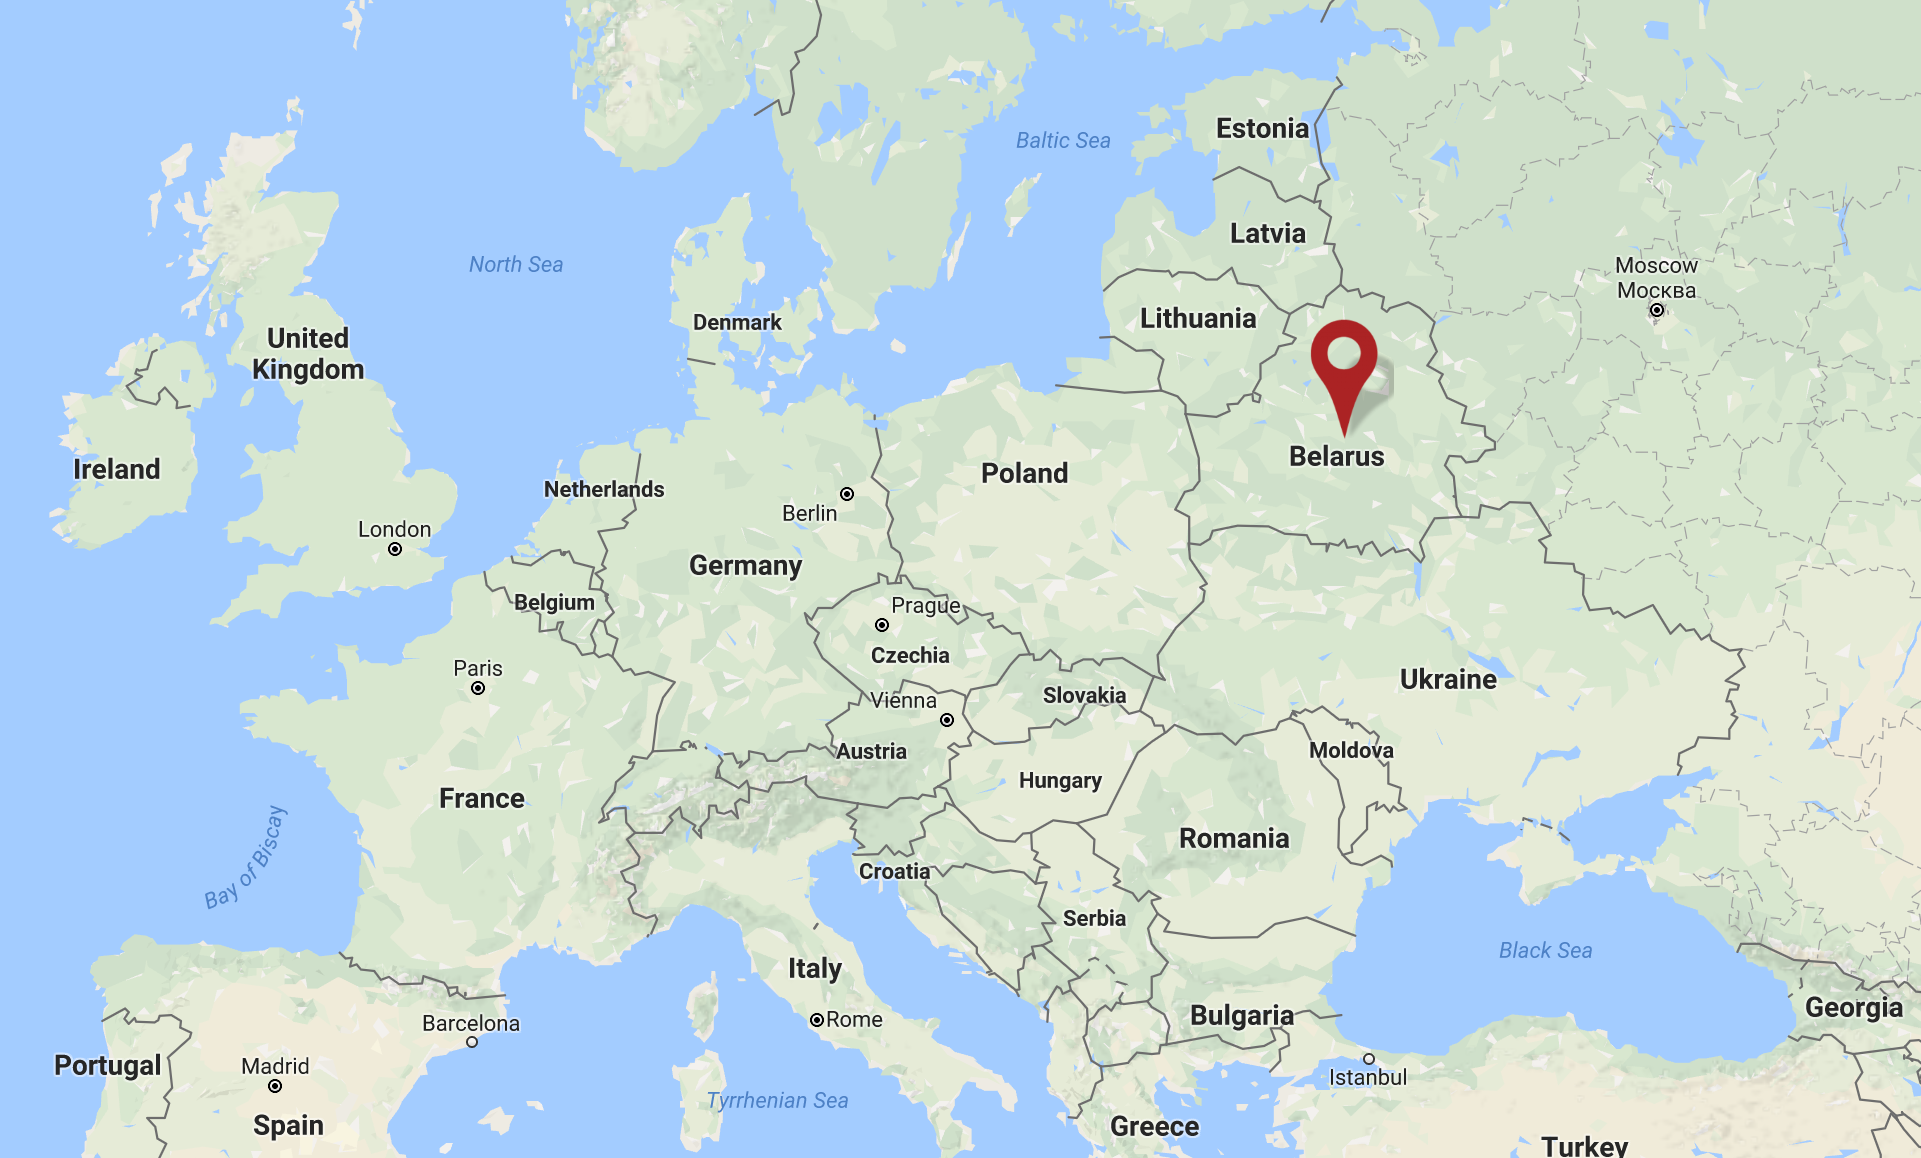 Estonia
Baltic Sea
Latvia
North Sea
Moscow
Москва
Lithuania
Denmark
United
Kingdom
Belarus
Ireland
Poland
Netherlands
Berlin
London
Germany
Belgium
Prague
Czechia
Paris
Ukraine
Slovakia
Vienna
Austria
Moldova
Hungary
France
Romania
Bay of Biscay
Croatia
Serbia
Black Sea
Italy
Georgia
Bulgaria
Rome
Barcelona
Portugal
Madrid
Istanbul
Tyrrhenian Sea
Spain
Greece
Turkey